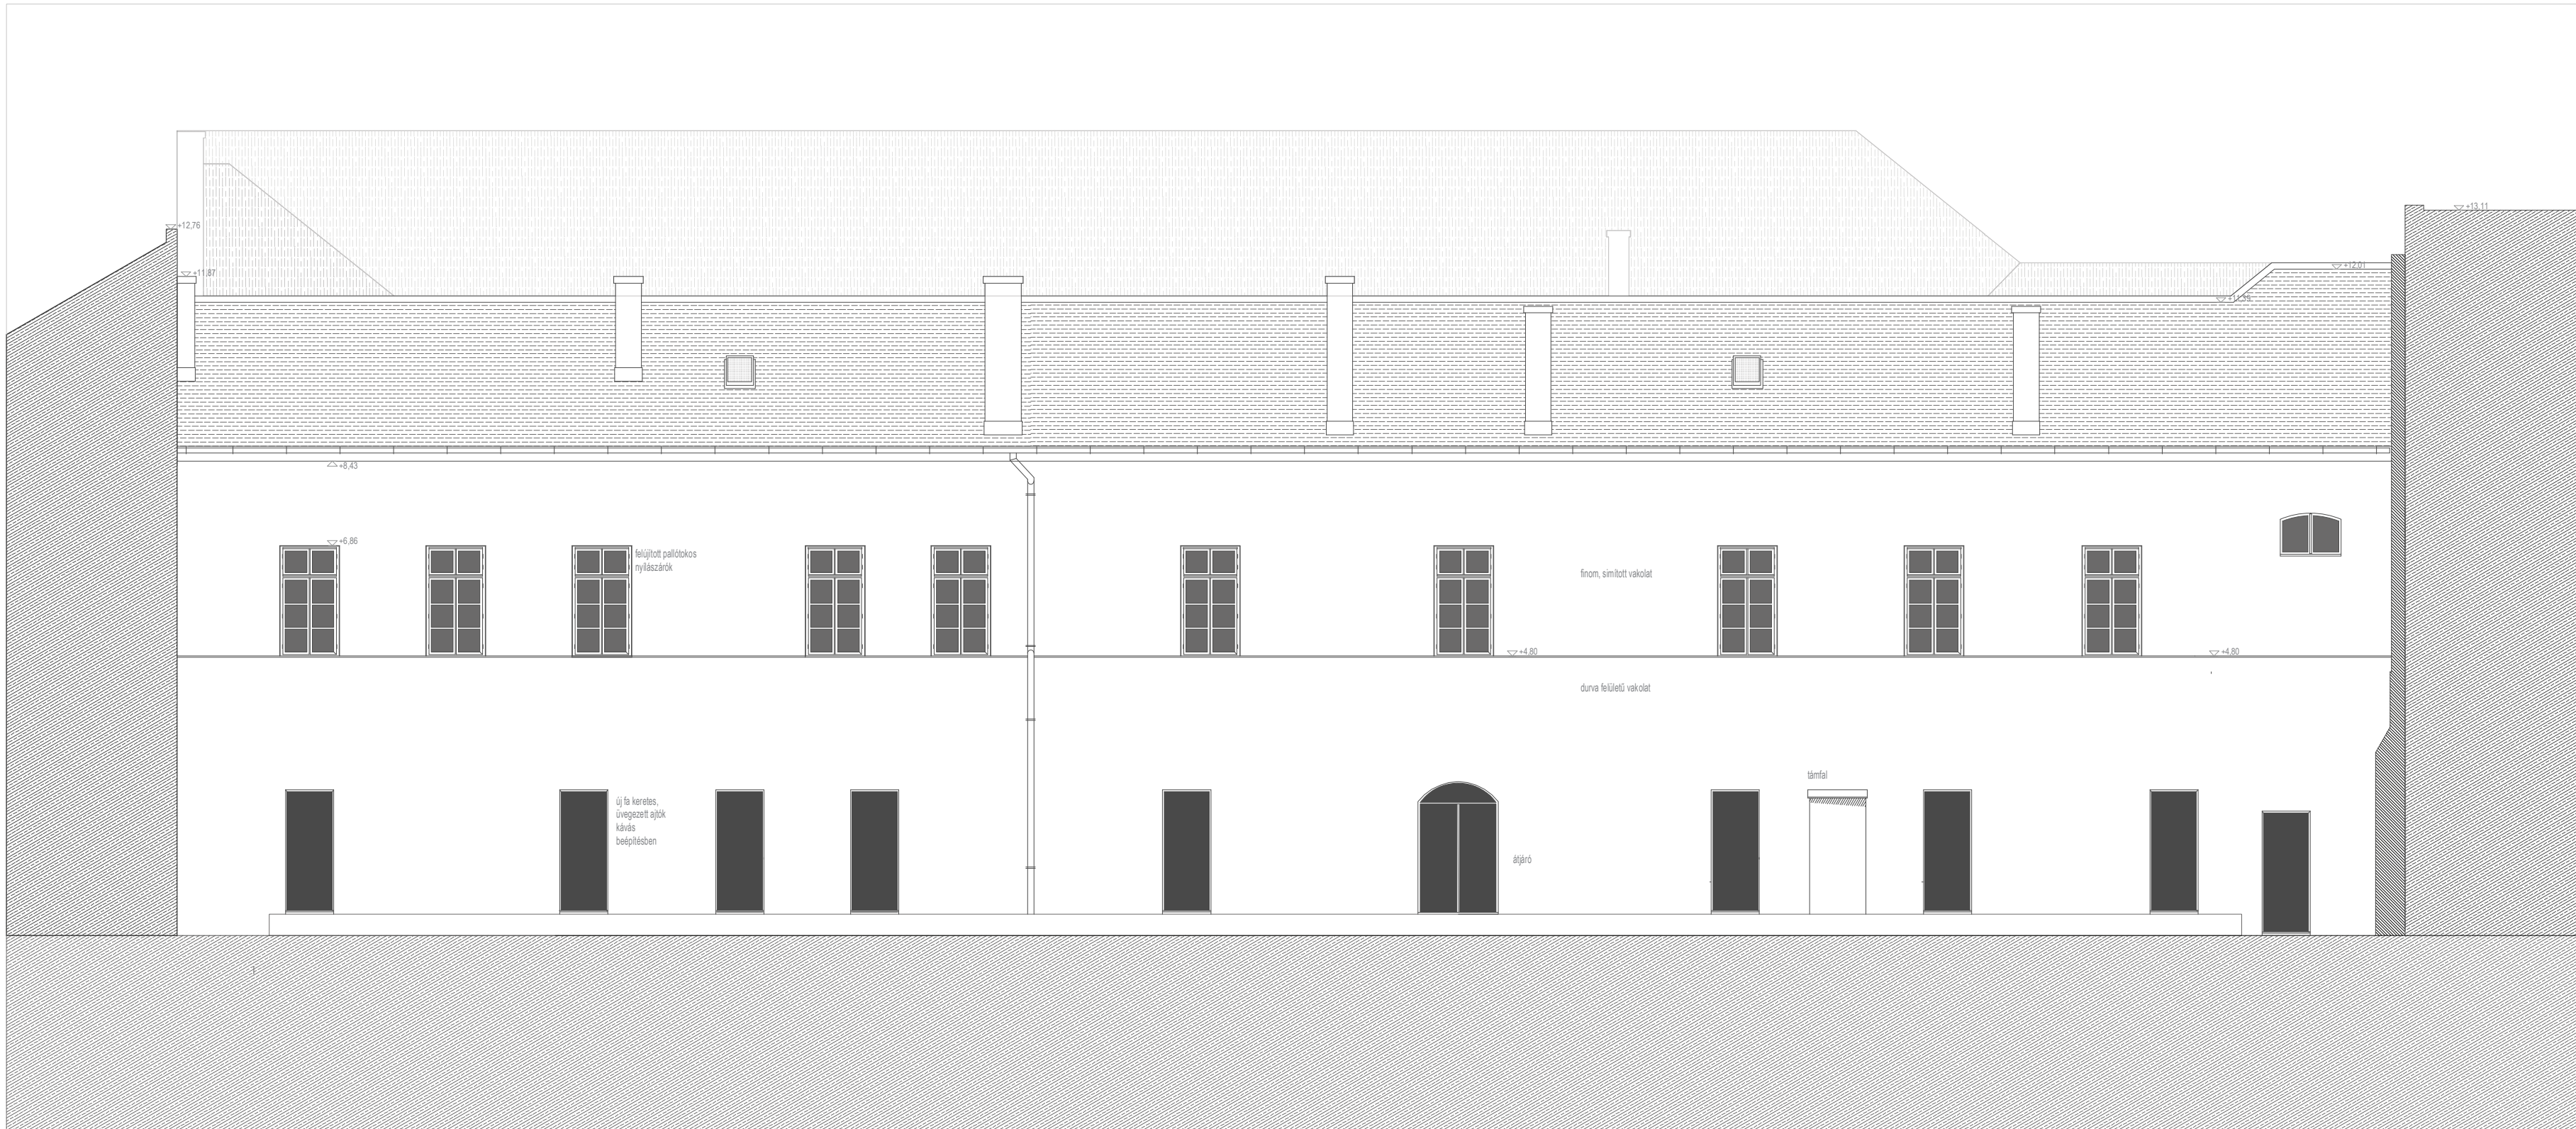 +13,11
+12,76
+12,01
+11,87
+8,43
+6,86
felújított pallótokos
nyílászárók
finom, simított vakolat
+4,80
+4,80
durva felületű vakolat
támfal
új fa keretes,
üvegezett ajtók
kávás
beépítésben
átjáró